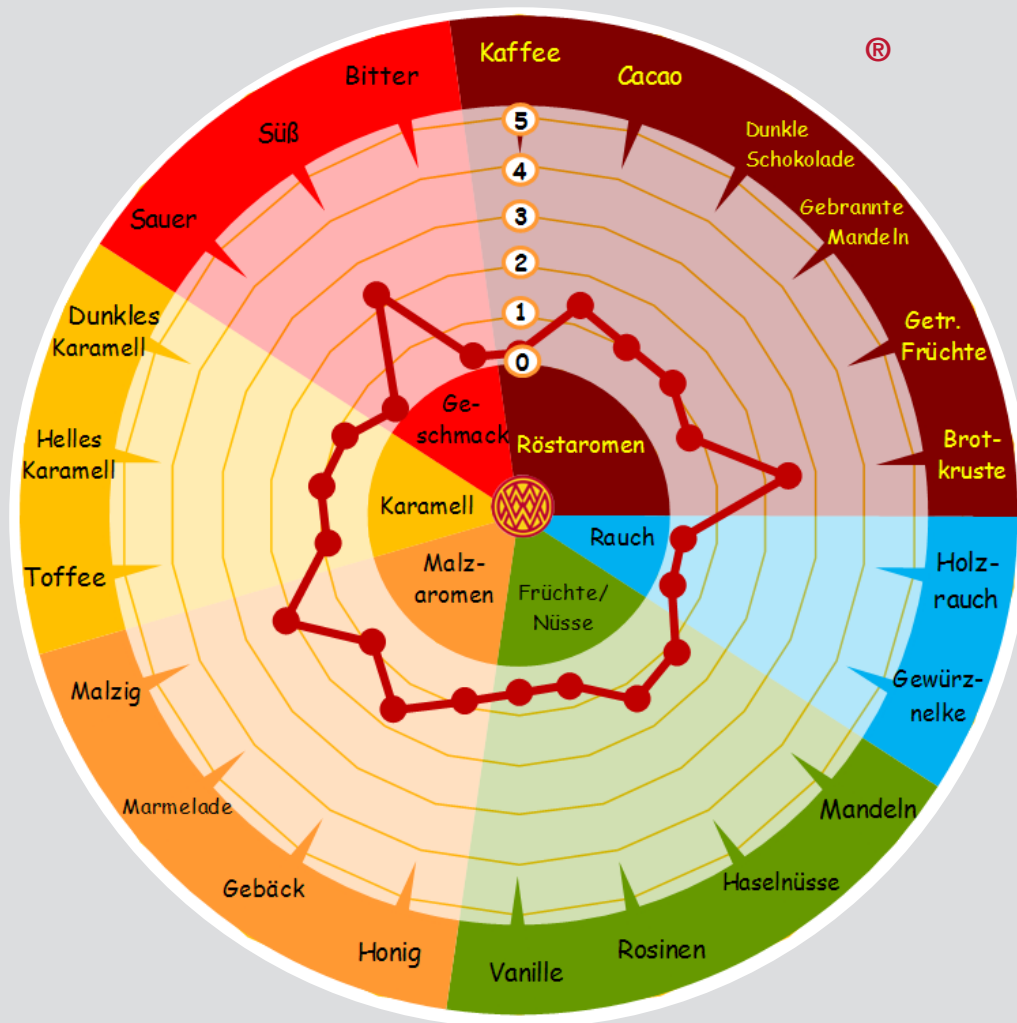 ®
Kaffee
Cacao
Dunkle
Schokolade
Gebrannte
Mandeln
Getr.
Früchte
Brot-
kruste
Holz-
rauch
Gewürz-
nelke
Mandeln
Haselnüsse
Rosinen
Vanille
Honig
Gebäck
Marmelade
Malzig
Toffee
Helles
Karamell
Dunkles
Karamell
Sauer
Süß
Bitter
5
4
3
2
1
0
Ge-
schmack
Röstaromen
Karamell
Rauch
Malz-
aromen
Früchte/
Nüsse